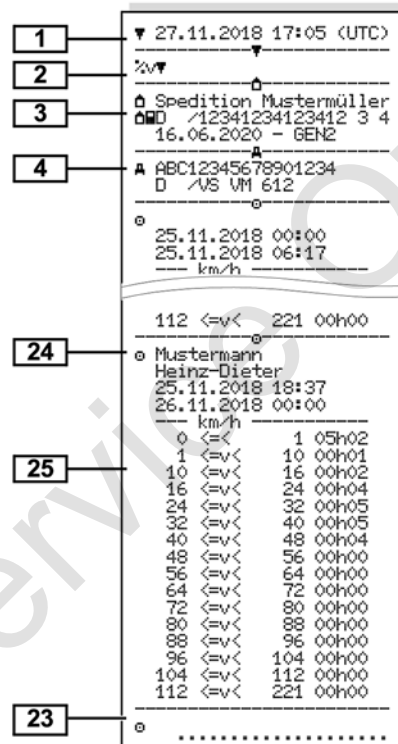 1 ▼ 27.11.2018 17:05 (UTC)
2 %v▼
3 Spedition Mustermüller
D /12341234123412 3 4
16.06.2020 - GEN2
4 A ABC12345678901234
D /VS VM 612
25.11.2018 00:00
25.11.2018 06:17
--- km/h ---
112 <=v< 221 00h00
24 Mustermann
Heinz-Dieter
25.11.2018 18:37
26.11.2018 00:00
--- km/h ---
0 <=< 1 05h02
25 1 <=v< 10 00h01
10 <=v< 16 00h02
16 <=v< 24 00h04
24 <=v< 32 00h05
32 <=v< 40 00h05
40 <=v< 48 00h04
48 <=v< 56 00h00
56 <=v< 64 00h00
64 <=v< 72 00h00
72 <=v< 80 00h00
80 <=v< 88 00h00
88 <=v< 96 00h00
96 <=v< 104 00h00
104 <=v< 112 00h00
112 <=v< 221 00h00
23 ....................
ervice O